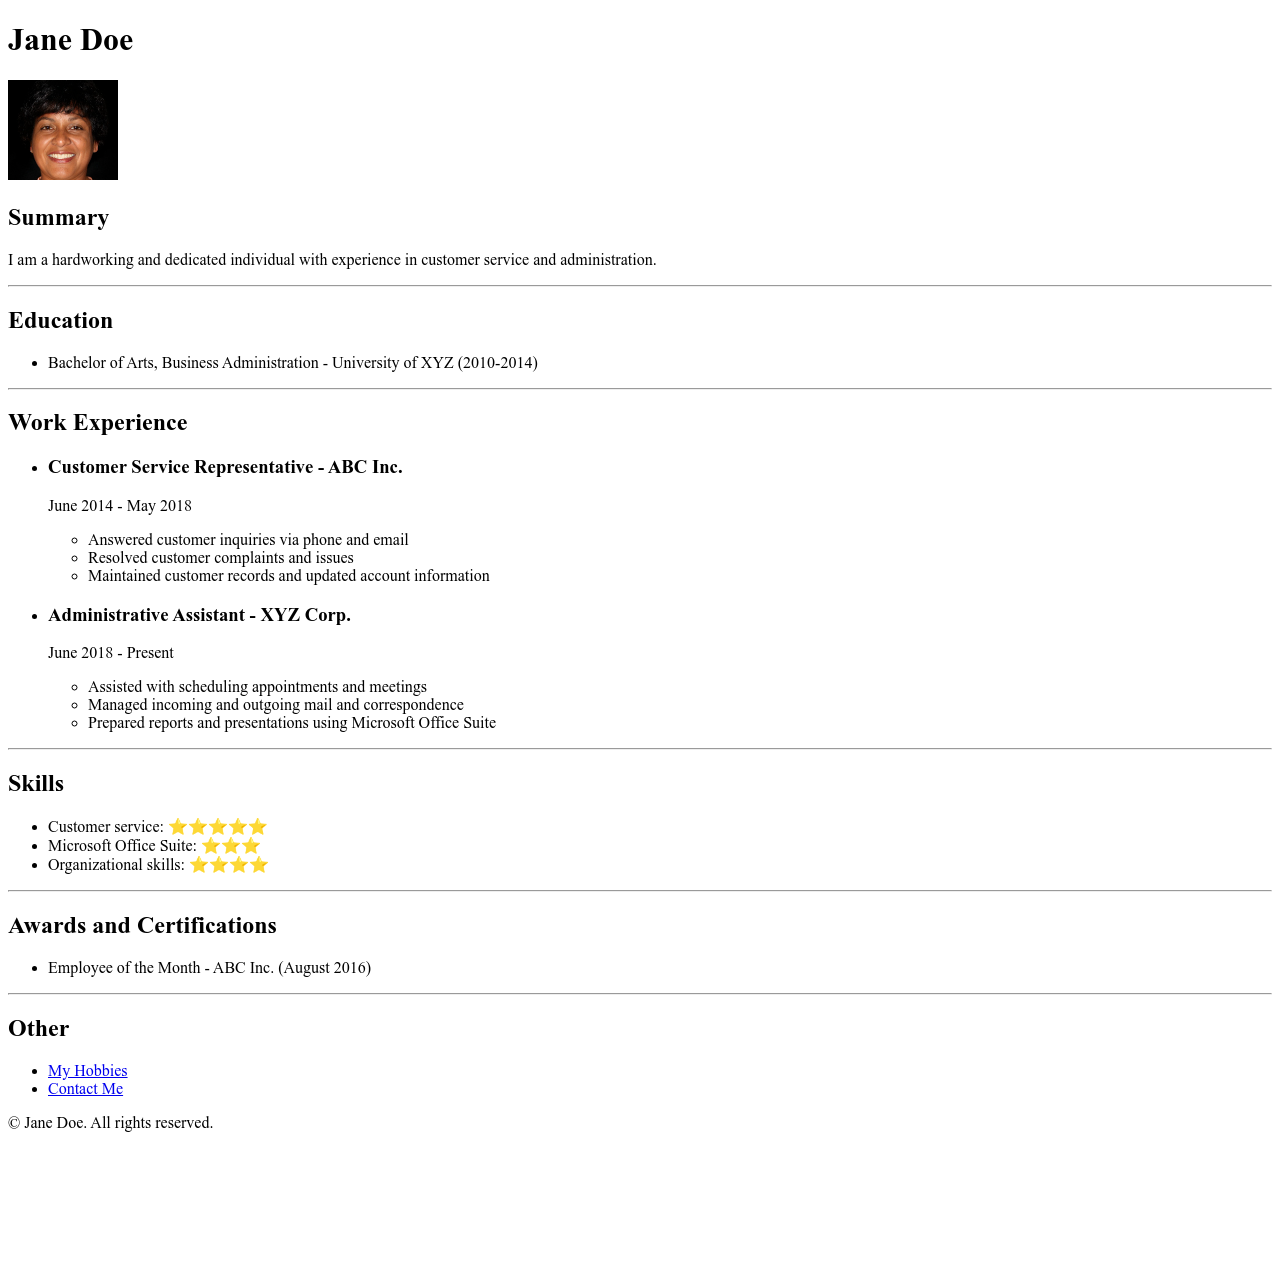 Jane Doe
Summary
I am a hardworking and dedicated individual with experience in customer service and administration.
Education
• Bachelor of Arts, Business Administration - University of XYZ (2010-2014)
Work Experience
• Customer Service Representative - ABC Inc.
June 2014 - May 2018
◦ Answered customer inquiries via phone and email
◦ Resolved customer complaints and issues
◦ Maintained customer records and updated account information
• Administrative Assistant - XYZ Corp.
June 2018 - Present
◦ Assisted with scheduling appointments and meetings
◦ Managed incoming and outgoing mail and correspondence
◦ Prepared reports and presentations using Microsoft Office Suite
Skills
• Customer service: ⭐⭐⭐⭐⭐
• Microsoft Office Suite: ⭐⭐⭐
• Organizational skills: ⭐⭐⭐⭐
Awards and Certifications
• Employee of the Month - ABC Inc. (August 2016)
Other
• My Hobbies
• Contact Me
© Jane Doe. All rights reserved.